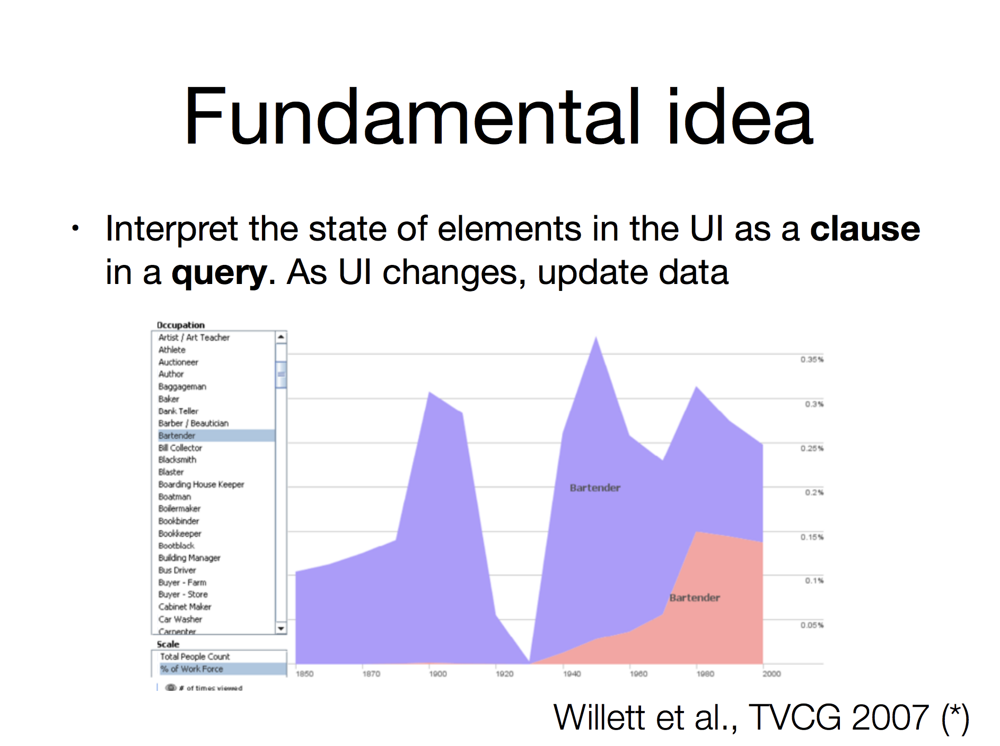 Fundamental idea
• Interpret the state of elements in the UI as a clause
in a query. As UI changes, update data
Occupation
Artist / Art Teacher
Athlete
Auctioneer
Author
Baggageman
Baker
Bank Teller
Barber / Beautician
Bartender
Bill Collector
Blacksmith
Blaster
Boarding House Keeper
Boatman
Boilermaker
Bookbinder
Bookkeeper
Bootblack
Building Manager
Bus Driver
Buyer - Farm
Buyer - Store
Cabinet Maker
Car Washer
Carpenter
Scale
Total People Count
% of Work Force
# of times viewed
0.35%
0.3%
0.25%
0.2%
0.15%
0.1%
0.05%
Bartender
Bartender
1850 1870 1900 1920 1940 1960 1980 2000
Willett et al., TVCG 2007 (*)